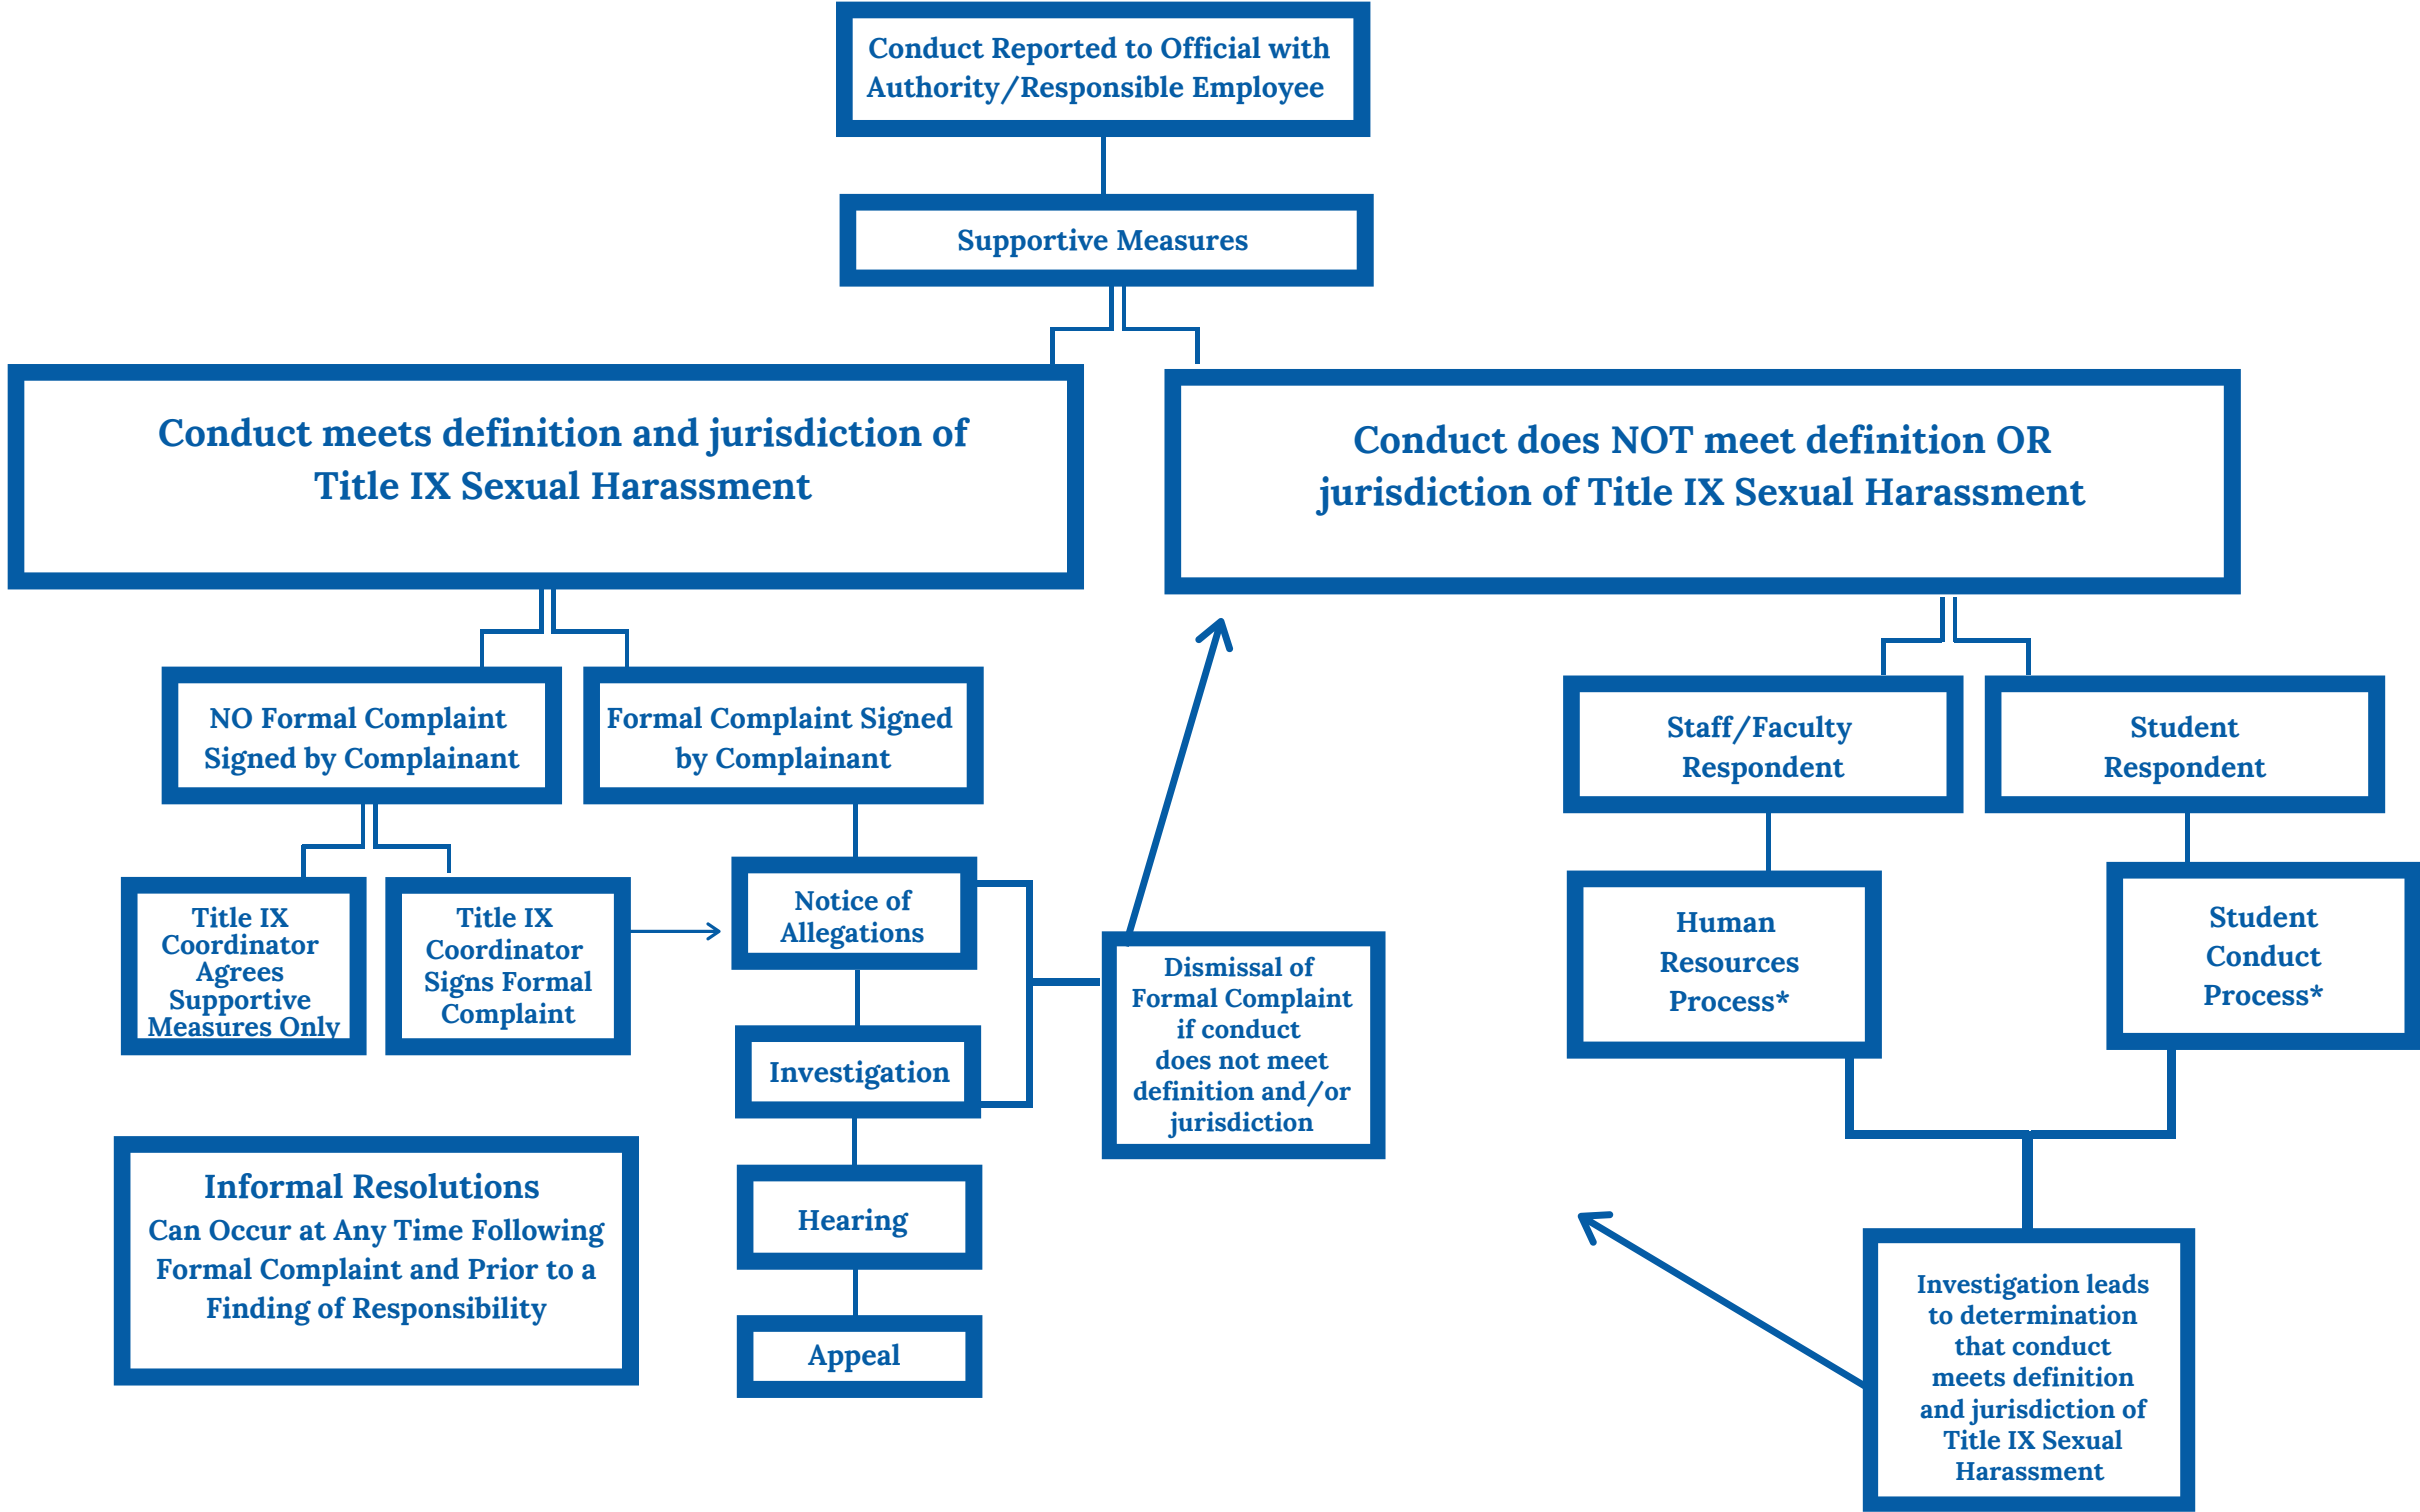 Conduct Reported to Official with
Authority/Responsible Employee
Supportive Measures
Conduct meets definition and jurisdiction of
Title IX Sexual Harassment
Conduct does NOT meet definition OR
jurisdiction of Title IX Sexual Harassment
NO Formal Complaint
Signed by Complainant
Formal Complaint Signed
by Complainant
Staff/Faculty
Respondent
Student
Respondent
Title IX
Coordinator
Agrees
Supportive
Measures Only
Title IX
Coordinator
Signs Formal
Complaint
Notice of
Allegations
Investigation
Hearing
Appeal
Dismissal of
Formal Complaint
if conduct
does not meet
definition and/or
jurisdiction
Human
Resources
Process*
Student
Conduct
Process*
Informal Resolutions
Can Occur at Any Time Following
Formal Complaint and Prior to a
Finding of Responsibility
Investigation leads
to determination
that conduct
meets definition
and jurisdiction of
Title IX Sexual
Harassment